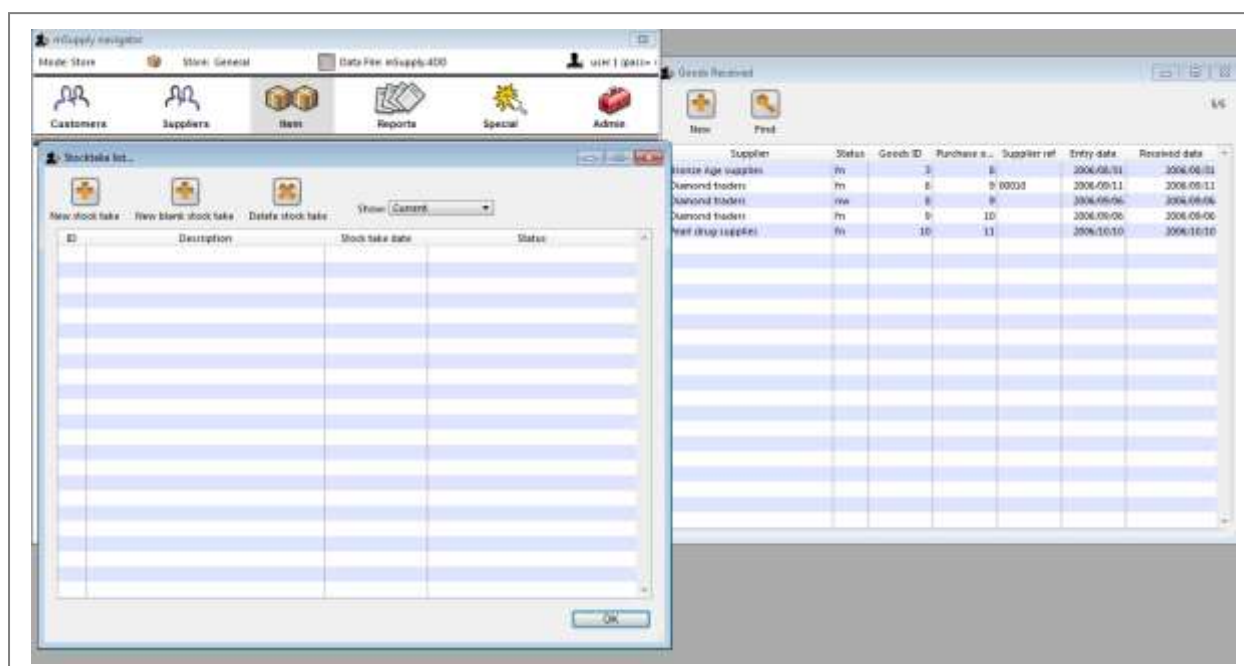 mSupply navigator
Mode: Store Store: General Data File: mSupply.4DD user 1 (pass=
Customers Suppliers Item Reports Special Admin
Goods Received
New Find
Supplier Status Goods ID Purchase o... Supplier ref Entry date Received date
Bronze Age supplies fn 3 8 2006/08/31 2006/08/31
Diamond traders fn 6 9 2006/09/11 2006/09/11
Diamond traders nw 8 9 2006/09/06 2006/09/06
Diamond traders fn 9 10 2006/09/06 2006/09/06
Pearl drug supplies fn 10 11 2006/10/10 2006/10/10
Stocktake list...
New stock take New blank stock take Delete stock take Show: Current
ID Description Stock take date Status
OK